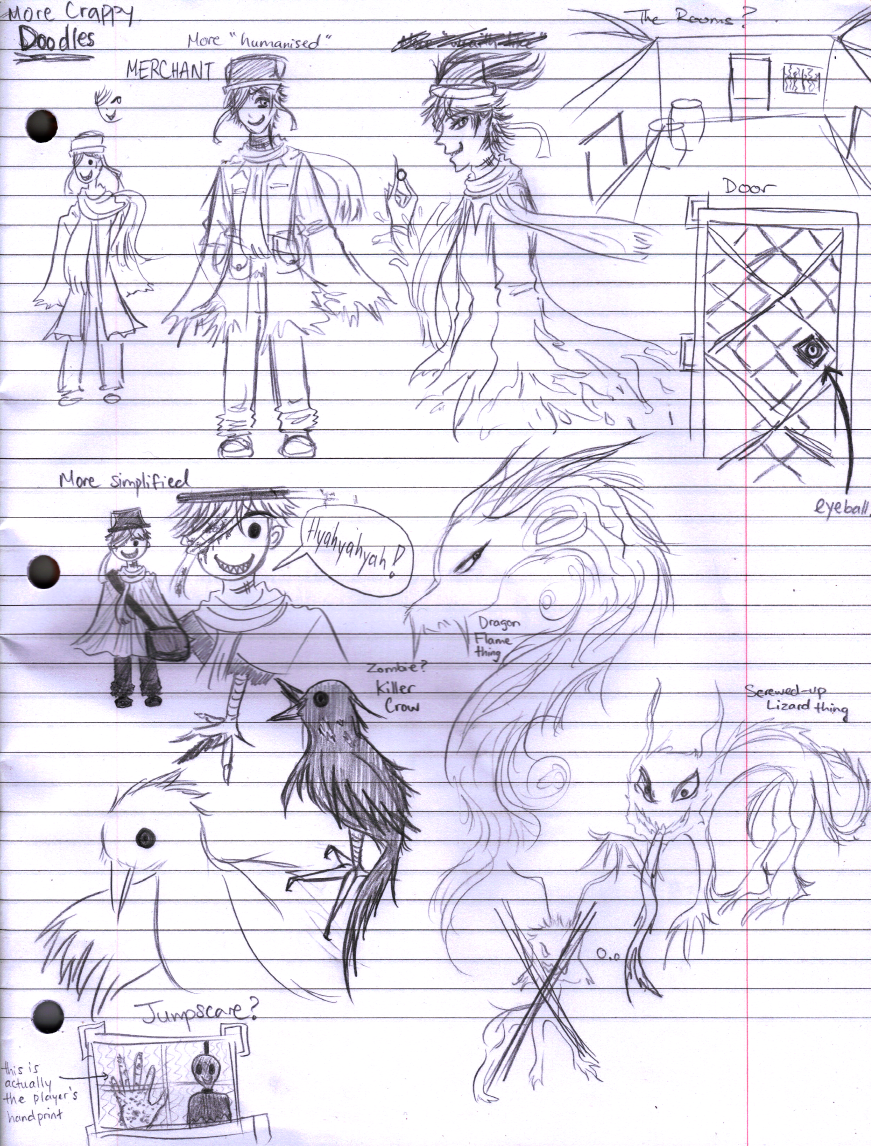 More Crappy
Doodles
More "humanised"
MERCHANT
The Rooms?
Door
eyeball
More simplified
Hyahyahyah!
Dragon
Flame
thing
Zombie?
Killer
Crow
Screwed-up
Lizard thing
O.o
Jumpscare?
this is
actually
the player's
handprint